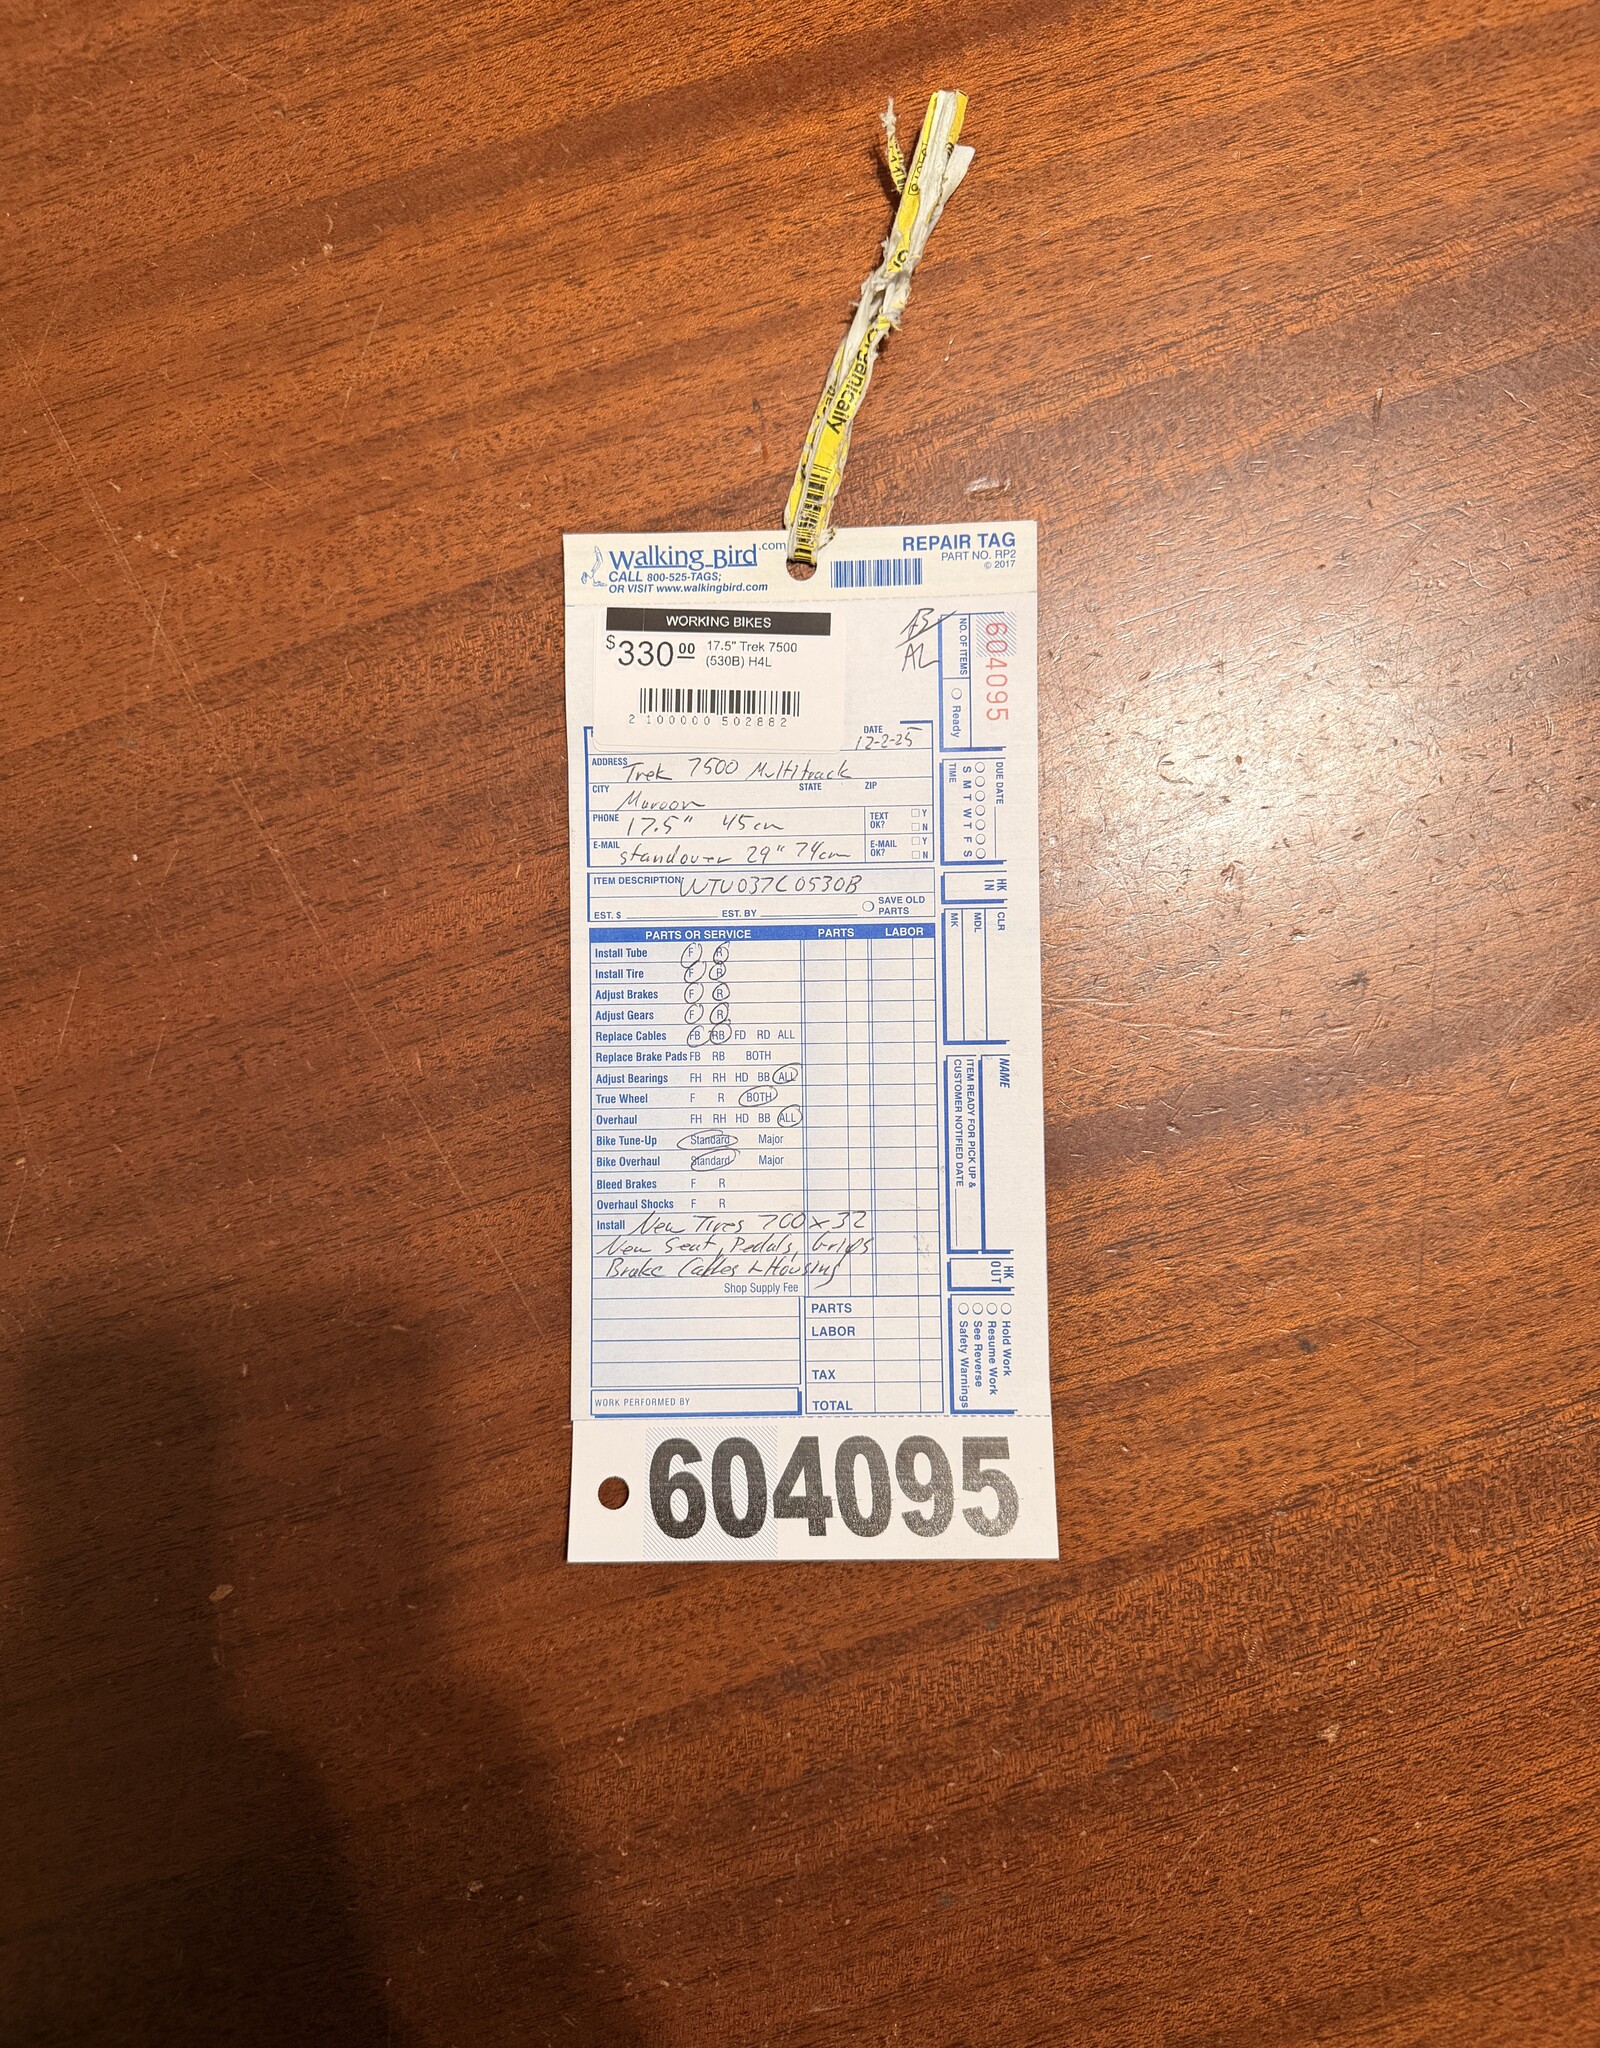 organically
Walking_Bird.com
CALL 800-525-TAGS;
OR VISIT www.walkingbird.com
REPAIR TAG
PART NO. RP2
© 2017
WORKING BIKES
$330.00 17.5" Trek 7500
(530B) H4L
2 100000 502882
AL
DATE
12-2-25
ADDRESS Trek 7500 Multitrack
CITY STATE ZIP
Maroon
PHONE 17.5" 45cm TEXT OK? Y N
E-MAIL standover 29" 74cm E-MAIL OK? Y N
ITEM DESCRIPTION: WTU037C0530B
EST. $ EST. BY SAVE OLD PARTS
PARTS OR SERVICE PARTS LABOR
Install Tube F R
Install Tire F R
Adjust Brakes F R
Adjust Gears F R
Replace Cables FB RB FD RD ALL
Replace Brake Pads FB RB BOTH
Adjust Bearings FH RH HD BB ALL
True Wheel F R BOTH
Overhaul FH RH HD BB ALL
Bike Tune-Up Standard Major
Bike Overhaul Standard Major
Bleed Brakes F R
Overhaul Shocks F R
Install New Tires 700 x 32
New Seat, Pedals, Grips
Brake Cables + Housing
Shop Supply Fee
PARTS
LABOR
TAX
WORK PERFORMED BY
TOTAL
604095
NO. OF ITEMS
Ready
DUE DATE
S M T W T F S
TIME
HK IN
CLR
MDL
MK
NAME
ITEM READY FOR PICK UP &
CUSTOMER NOTIFIED DATE
HK OUT
Hold Work
Resume Work
See Reverse
Safety Warnings
604095